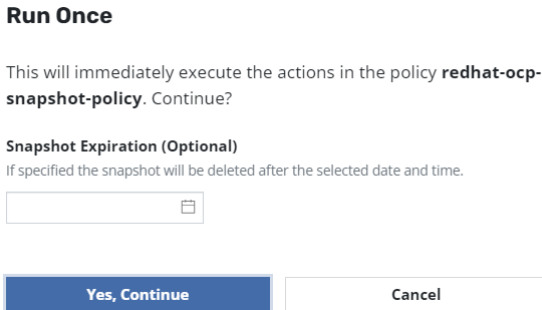 Run Once
This will immediately execute the actions in the policy redhat-ocp-
snapshot-policy. Continue?
Snapshot Expiration (Optional)
If specified the snapshot will be deleted after the selected date and time.
Yes, Continue
Cancel